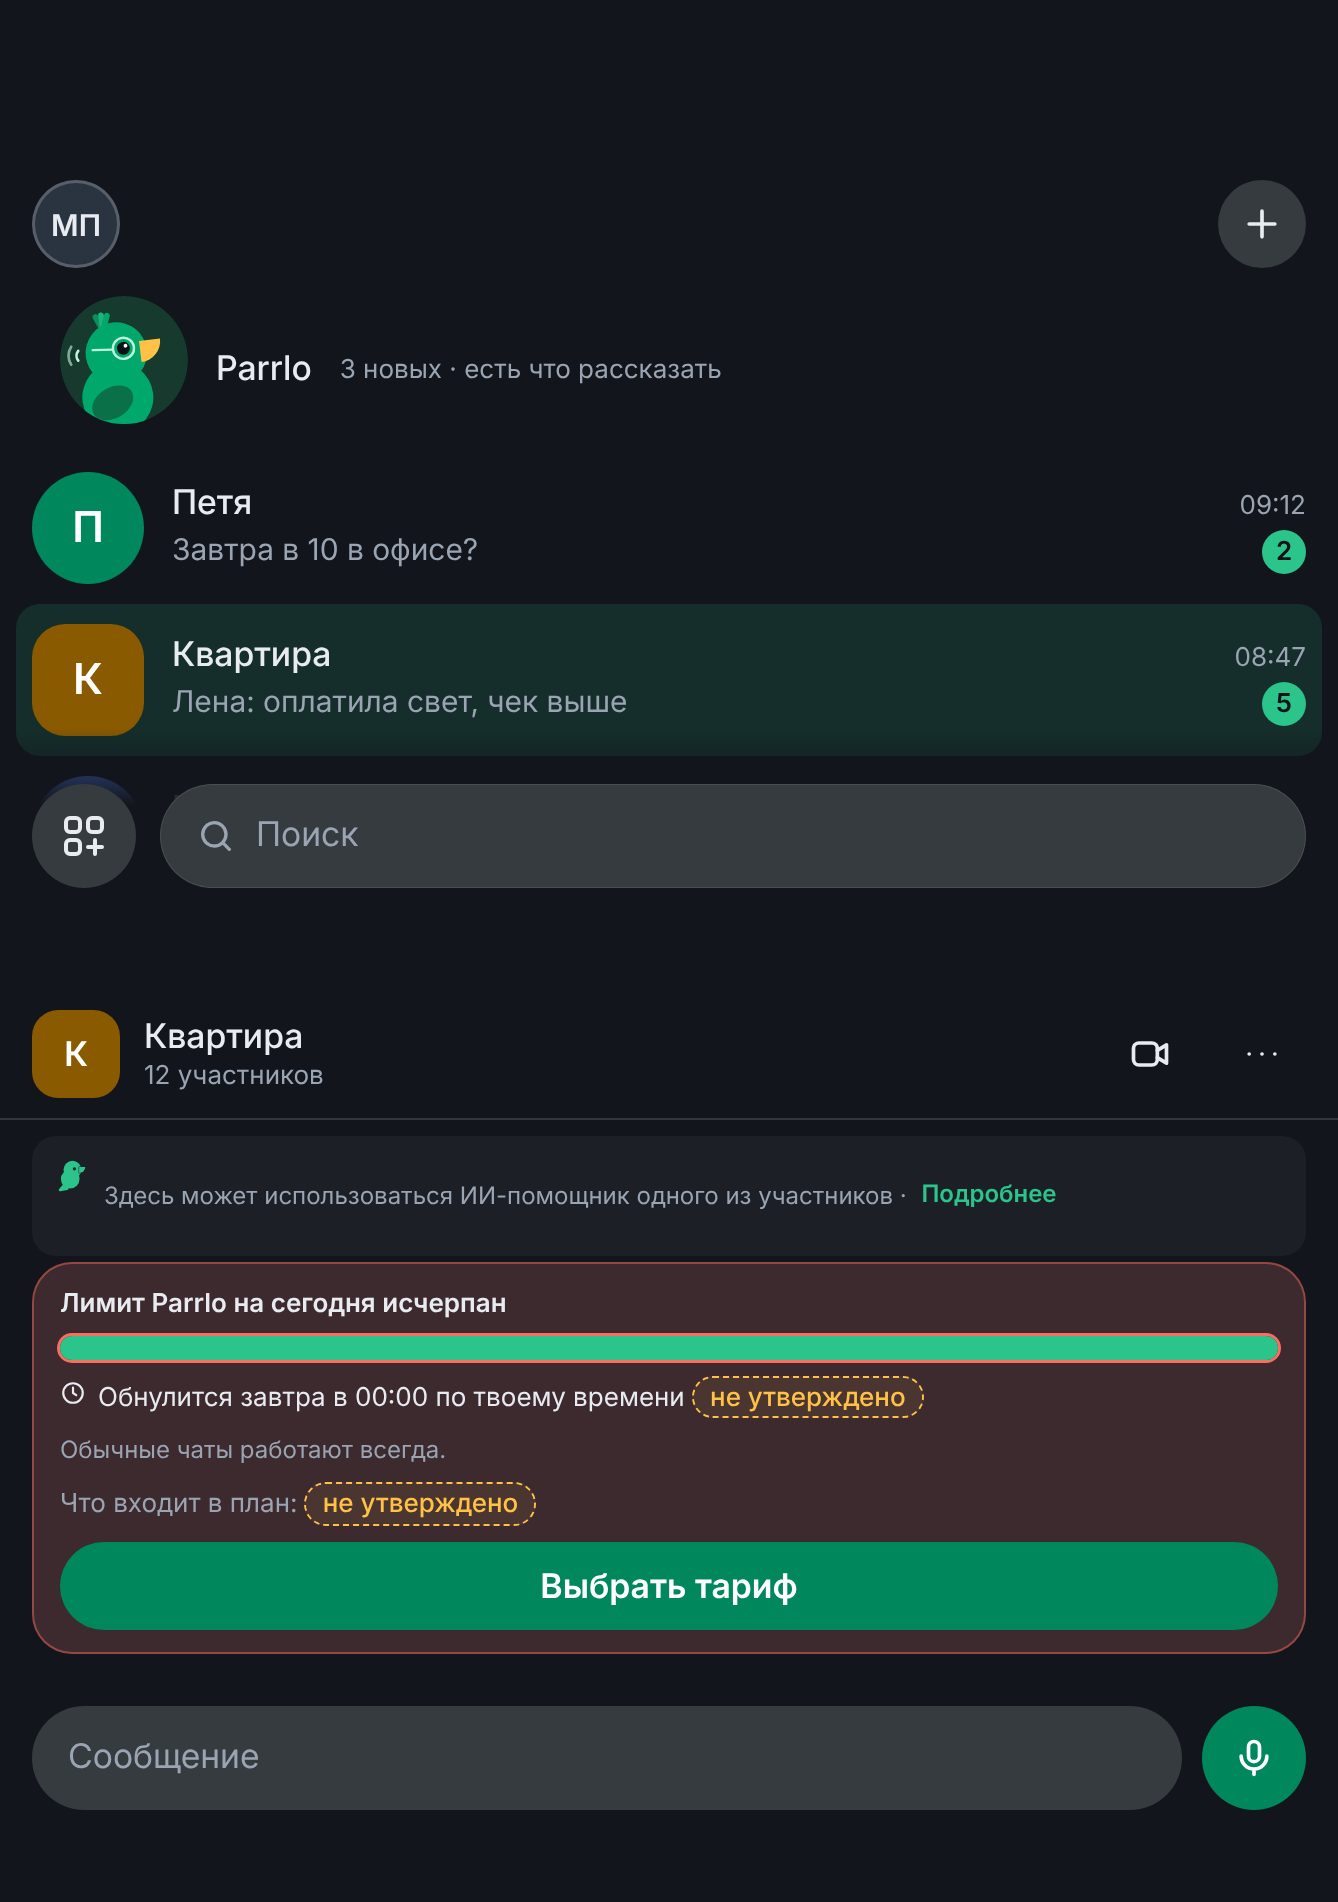 МП
Parrlo 3 новых · есть что рассказать
П
Петя 09:12
Завтра в 10 в офисе? 2
К
Квартира 08:47
Лена: оплатила свет, чек выше 5
Поиск
К
Квартира
12 участников
Здесь может использоваться ИИ-помощник одного из участников · Подробнее
Лимит Parrlo на сегодня исчерпан
Обнулится завтра в 00:00 по твоему времени не утверждено
Обычные чаты работают всегда.
Что входит в план: не утверждено
Выбрать тариф
Сообщение